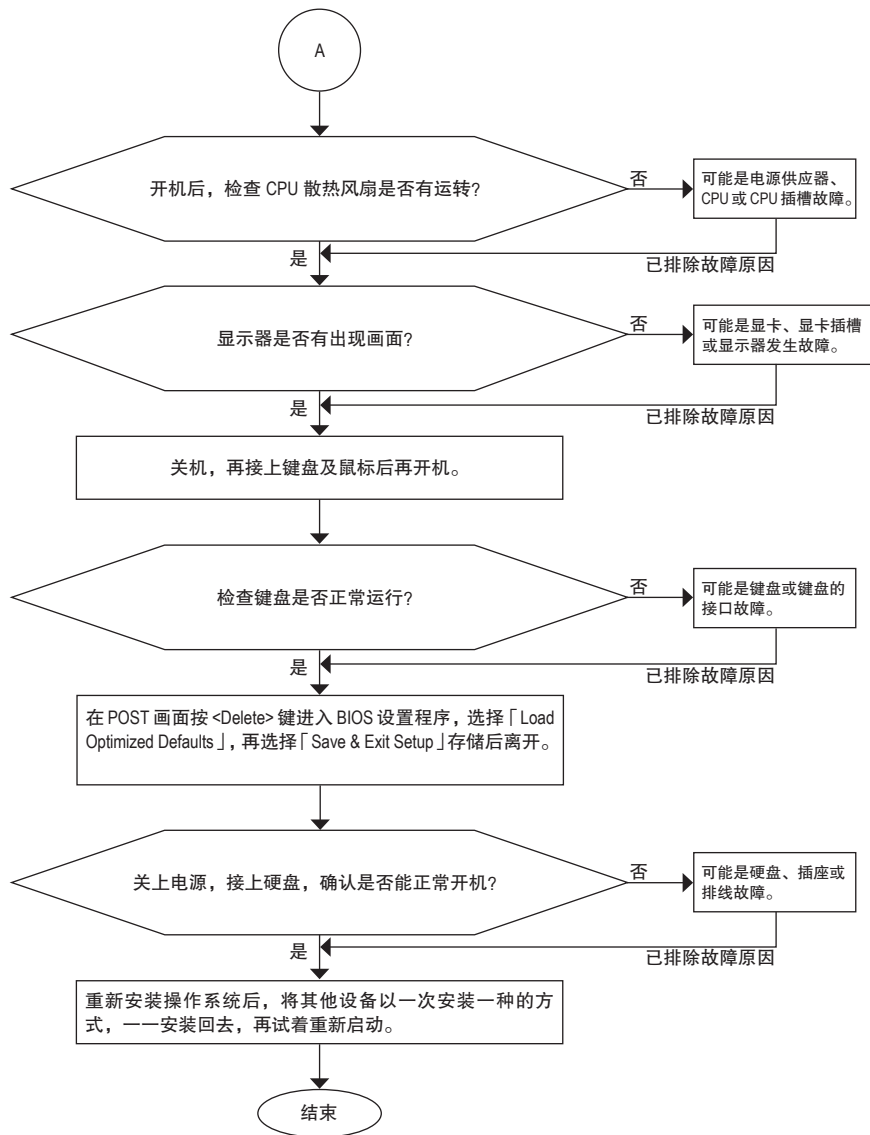 A
开机后，检查 CPU 散热风扇是否有运转?
否
可能是电源供应器、
CPU 或 CPU 插槽故障。
是
已排除故障原因
显示器是否有出现画面?
否
可能是显卡、显卡插槽
或显示器发生故障。
是
已排除故障原因
关机，再接上键盘及鼠标后再开机。
检查键盘是否正常运行?
否
可能是键盘或键盘的
接口故障。
是
已排除故障原因
在 POST 画面按 <Delete> 键进入 BIOS 设置程序，选择「Load
Optimized Defaults」，再选择「Save & Exit Setup」存储后离开。
关上电源，接上硬盘，确认是否能正常开机?
否
可能是硬盘、插座或
排线故障。
是
已排除故障原因
重新安装操作系统后，将其他设备以一次安装一种的方
式，一一安装回去，再试着重新启动。
结束